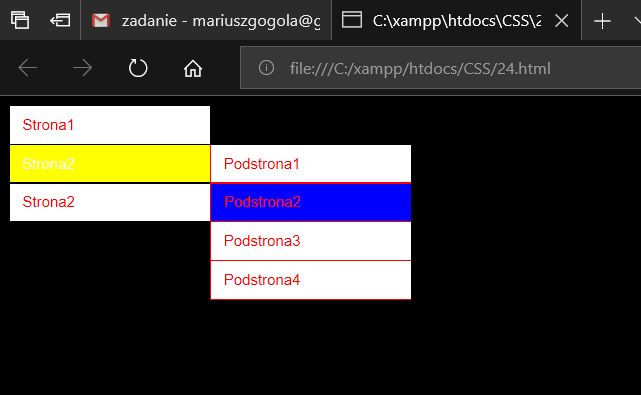 zadanie - mariuszgogola@g
C:\xampp\htdocs\CSS\2
file:///C:/xampp/htdocs/CSS/24.html
Strona1
Strona2 Podstrona1
Strona2 Podstrona2
Podstrona3
Podstrona4